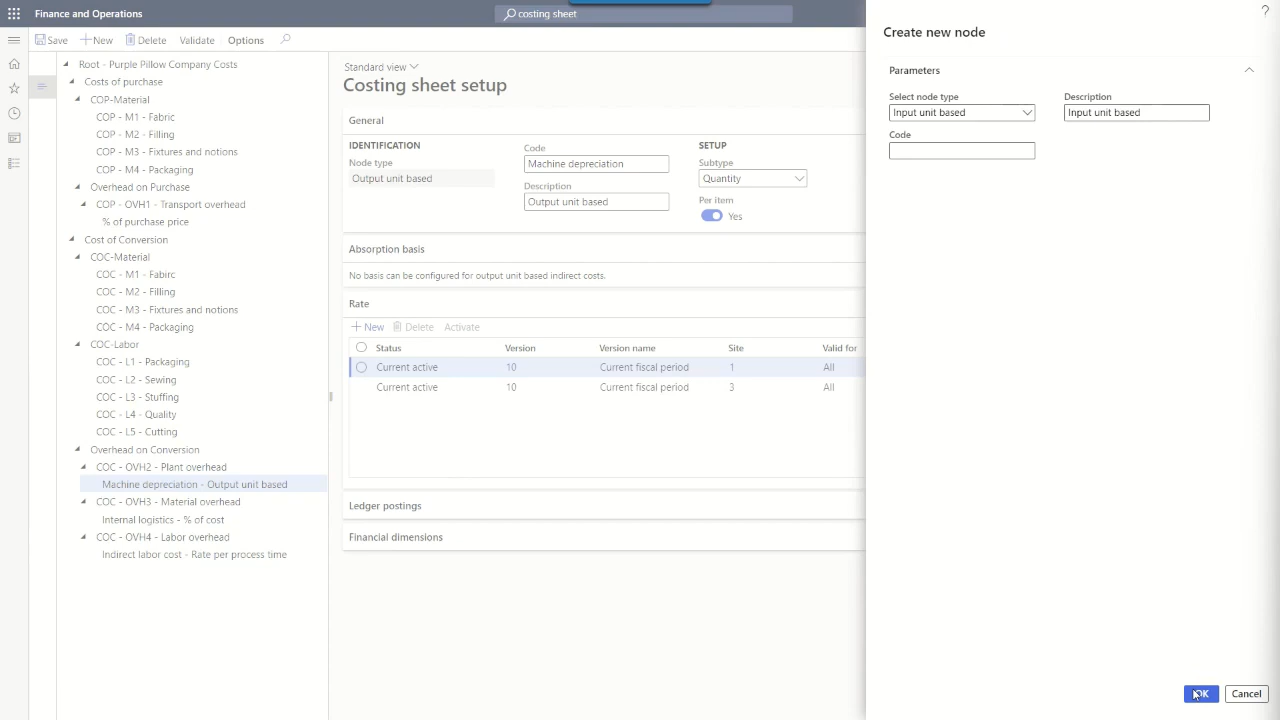 Finance and Operations
costing sheet
?
Save
New
Delete
Validate
Options
Root - Purple Pillow Company Costs
Costs of purchase
COP-Material
COP - M1 - Fabric
COP - M2 - Filling
COP - M3 - Fixtures and notions
COP - M4 - Packaging
Overhead on Purchase
COP - OVH1 - Transport overhead
% of purchase price
Cost of Conversion
COC-Material
COC - M1 - Fabirc
COC - M2 - Filling
COC - M3 - Fixtures and notions
COC - M4 - Packaging
COC-Labor
COC - L1 - Packaging
COC - L2 - Sewing
COC - L3 - Stuffing
COC - L4 - Quality
COC - L5 - Cutting
Overhead on Conversion
COC - OVH2 - Plant overhead
Machine depreciation - Output unit based
COC - OVH3 - Material overhead
Internal logistics - % of cost
COC - OVH4 - Labor overhead
Indirect labor cost - Rate per process time
Standard view
Costing sheet setup
General
IDENTIFICATION
Node type
Output unit based
Code
Machine depreciation
Description
Output unit based
SETUP
Subtype
Quantity
Per item
Yes
Absorption basis
No basis can be configured for output unit based indirect costs.
Rate
New Delete Activate
Status Version Version name Site Valid for
Current active 10 Current fiscal period 1 All
Current active 10 Current fiscal period 3 All
Ledger postings
Financial dimensions
Create new node
Parameters
Select node type
Input unit based
Description
Input unit based
Code
OK
Cancel